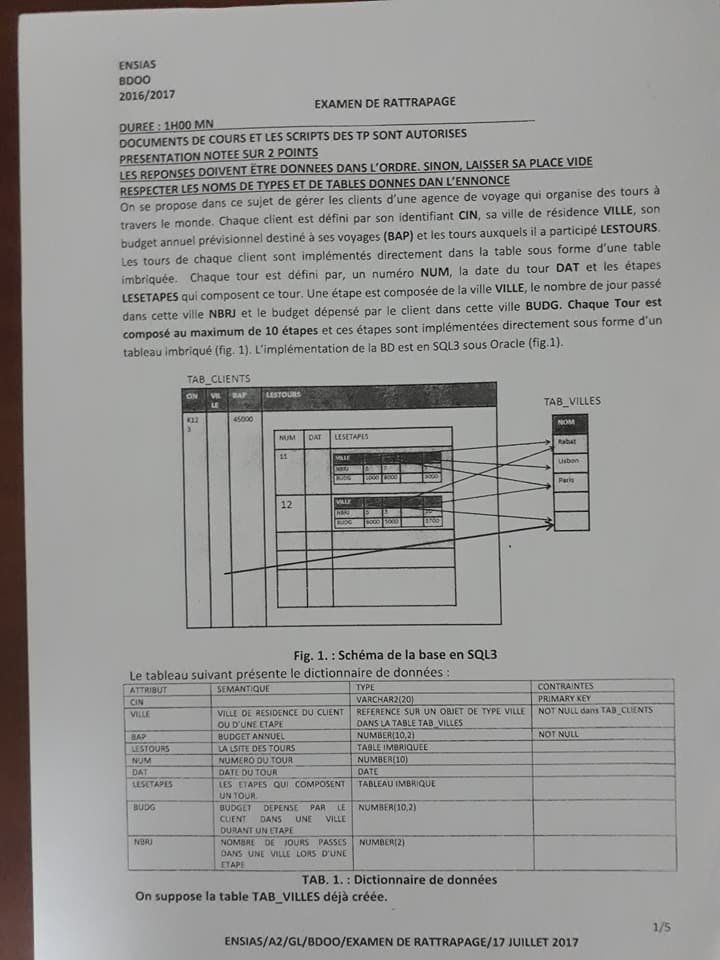 ENSIAS
BDOO
2016/2017
EXAMEN DE RATTRAPAGE
DUREE : 1H00 MN
DOCUMENTS DE COURS ET LES SCRIPTS DES TP SONT AUTORISES
PRESENTATION NOTEE SUR 2 POINTS
LES REPONSES DOIVENT ÊTRE DONNEES DANS L'ORDRE. SINON, LAISSER SA PLACE VIDE
RESPECTER LES NOMS DE TYPES ET DE TABLES DONNES DAN L'ENNONCE
On se propose dans ce sujet de gérer les clients d'une agence de voyage qui organise des tours à
travers le monde. Chaque client est défini par son identifiant CIN, sa ville de résidence VILLE, son
budget annuel prévisionnel destiné à ses voyages (BAP) et les tours auxquels il a participé LESTOURS.
Les tours de chaque client sont implémentés directement dans la table sous forme d'une table
imbriquée. Chaque tour est défini par, un numéro NUM, la date du tour DAT et les étapes
LESETAPES qui composent ce tour. Une étape est composée de la ville VILLE, le nombre de jour passé
dans cette ville NBRJ et le budget dépensé par le client dans cette ville BUDG. Chaque Tour est
composé au maximum de 10 étapes et ces étapes sont implémentées directement sous forme d'un
tableau imbriqué (fig. 1). L'implémentation de la BD est en SQL3 sous Oracle (fig.1).
TAB_CLIENTS
TAB_VILLES
CIN VIL LE BAP LESTOURS
NOM
K12 3 45000
Rabat
NUM DAT LESETAPES
Lisbon
11 VILLE
Paris
NBRJ 5 7
BUDG 1000 8000 9000
12 VILLE
NBRJ 5 3 10
BUDG 6000 5000 1700
Fig. 1. : Schéma de la base en SQL3
Le tableau suivant présente le dictionnaire de données :
ATTRIBUT SEMANTIQUE TYPE CONTRAINTES
CIN VARCHAR2(20) PRIMARY KEY
VILLE VILLE DE RESIDENCE DU CLIENT REFERENCE SUR UN OBJET DE TYPE VILLE NOT NULL dans TAB_CLIENTS
OU D'UNE ETAPE DANS LA TABLE TAB_VILLES
BAP BUDGET ANNUEL NUMBER(10,2) NOT NULL
LESTOURS LA LSITE DES TOURS TABLE IMBRIQUEE
NUM NUMERO DU TOUR NUMBER(10)
DAT DATE DU TOUR DATE
LESETAPES LES ETAPES QUI COMPOSENT TABLEAU IMBRIQUE
UN TOUR.
BUDG BUDGET DEPENSE PAR LE NUMBER(10,2)
CLIENT DANS UNE VILLE
DURANT UN ETAPE
NBRJ NOMBRE DE JOURS PASSES NUMBER(2)
DANS UNE VILLE LORS D'UNE
ETAPE
TAB. 1. : Dictionnaire de données
On suppose la table TAB_VILLES déjà créée.
1/5
ENSIAS/A2/GL/BDOO/EXAMEN DE RATTRAPAGE/17 JUILLET 2017